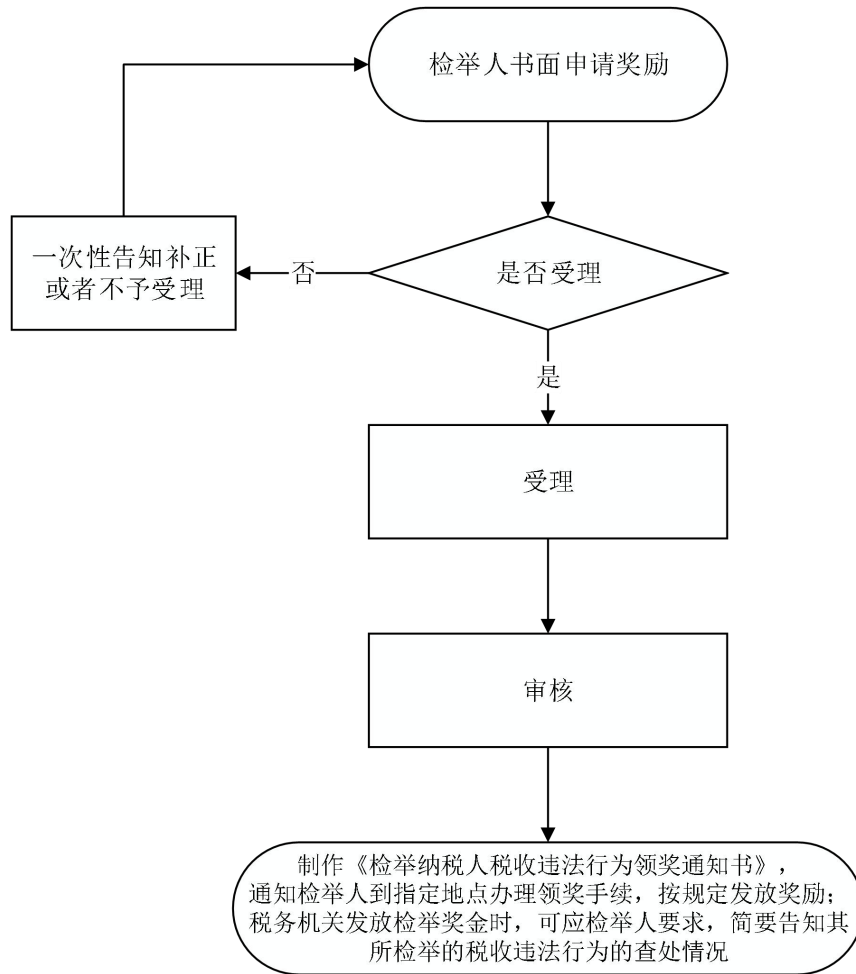 检举人书面申请奖励
一次性告知补正
或者不予受理
否
是否受理
是
受理
审核
制作《检举纳税人税收违法行为领奖通知书》，
通知检举人到指定地点办理领奖手续，按规定发放奖励；
税务机关发放检举奖金时，可应检举人要求，简要告知其
所检举的税收违法行为的查处情况